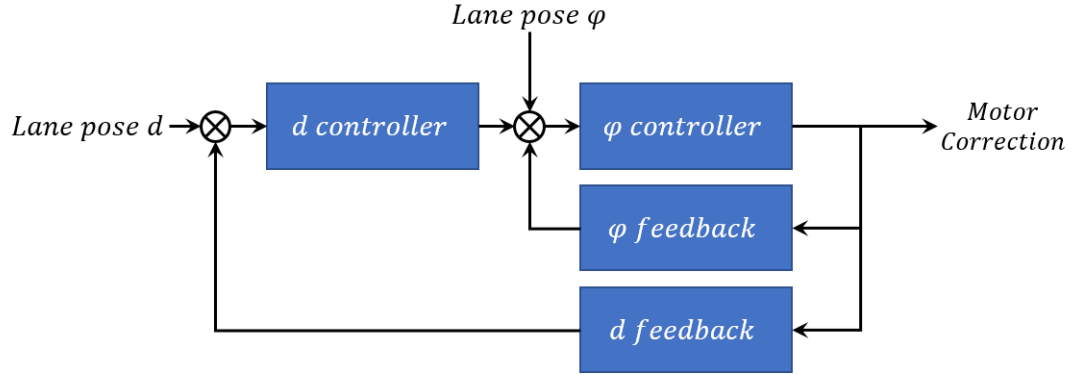 Lane pose φ
Lane pose d
d controller
φ controller
Motor
Correction
φ feedback
d feedback